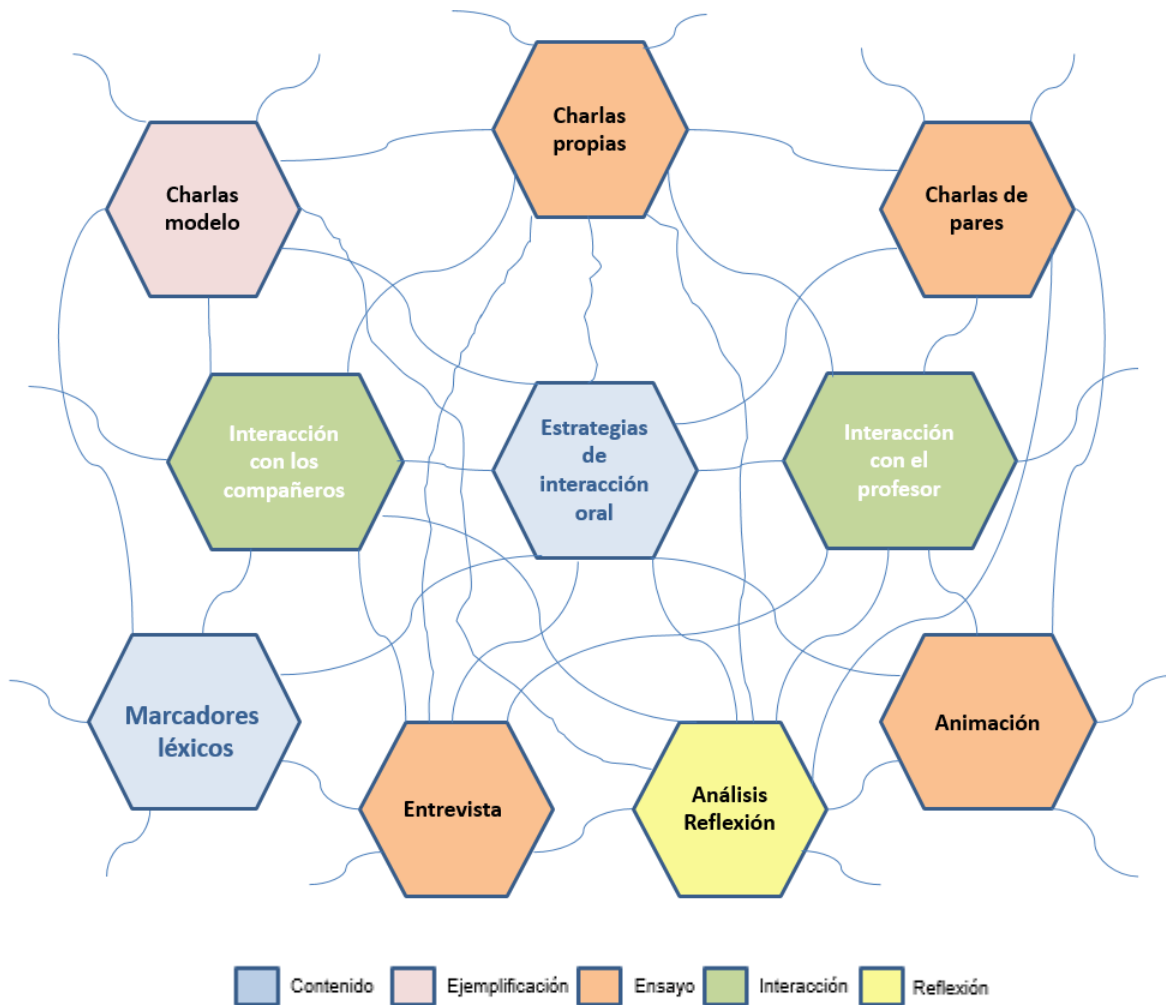 Charlas
propias
Charlas
modelo
Charlas de
pares
Interacción
con los
compañeros
Estrategias
de
interacción
oral
Interacción
con el
profesor
Marcadores
léxicos
Entrevista
Análisis
Reflexión
Animación
Contenido
Ejemplificación
Ensayo
Interacción
Reflexión